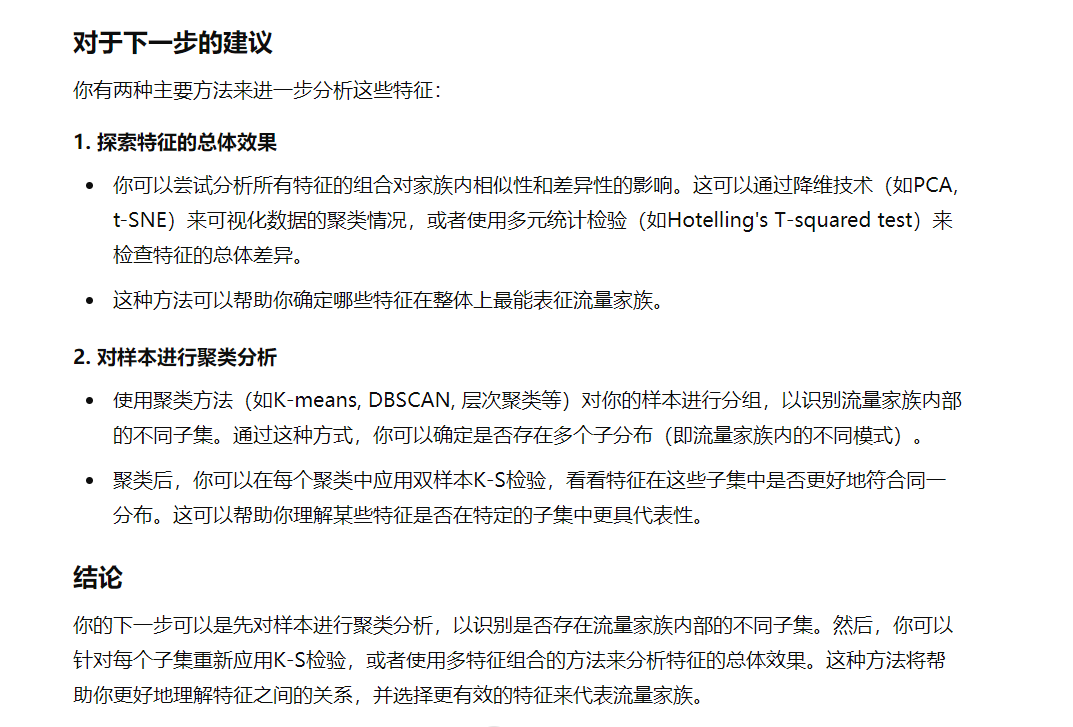 对于下一步的建议
你有两种主要方法来进一步分析这些特征：
1. 探索特征的总体效果
• 你可以尝试分析所有特征的组合对家族内相似性和差异性的影响。这可以通过降维技术（如PCA,
t-SNE）来可视化数据的聚类情况，或者使用多元统计检验（如Hotelling's T-squared test）来
检查特征的总体差异。
• 这种方法可以帮助你确定哪些特征在整体上最能表征流量家族。
2. 对样本进行聚类分析
• 使用聚类方法（如K-means, DBSCAN, 层次聚类等）对你的样本进行分组，以识别流量家族内部
的不同子集。通过这种方式，你可以确定是否存在多个子分布（即流量家族内的不同模式）。
• 聚类后，你可以在每个聚类中应用双样本K-S检验，看看特征在这些子集中是否更好地符合同一
分布。这可以帮助你理解某些特征是否在特定的子集中更具代表性。
结论
你的下一步可以是先对样本进行聚类分析，以识别是否存在流量家族内部的不同子集。然后，你可以
针对每个子集重新应用K-S检验，或者使用多特征组合的方法来分析特征的总体效果。这种方法将帮
助你更好地理解特征之间的关系，并选择更有效的特征来代表流量家族。